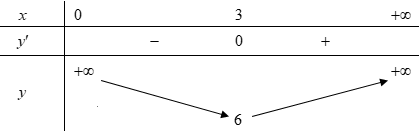 x 0 3 +∞
y′ − 0 +
+∞ +∞
y
6